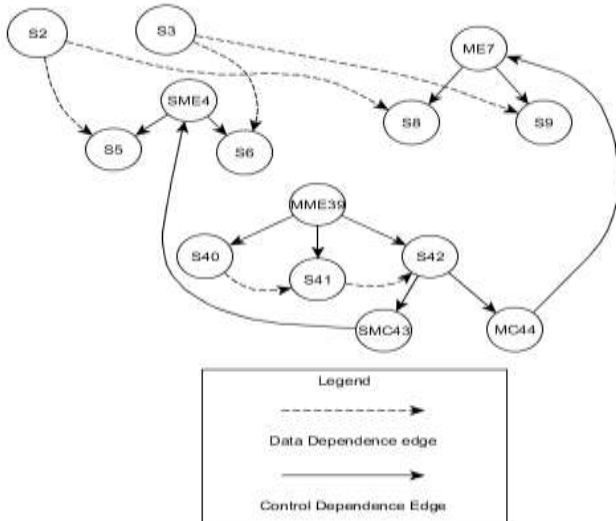 S2
S3
ME7
SME4
S8
S9
S5
S6
MME39
S40
S42
S41
SMC43
MC44
Legend
Data Dependence edge
Control Dependence Edge